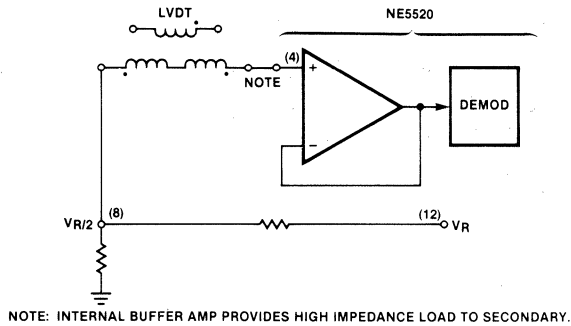 LVDT
NE5520
(4)
+
NOTE
−
DEMOD
VR/2
(8)
(12)
VR
NOTE: INTERNAL BUFFER AMP PROVIDES HIGH IMPEDANCE LOAD TO SECONDARY.